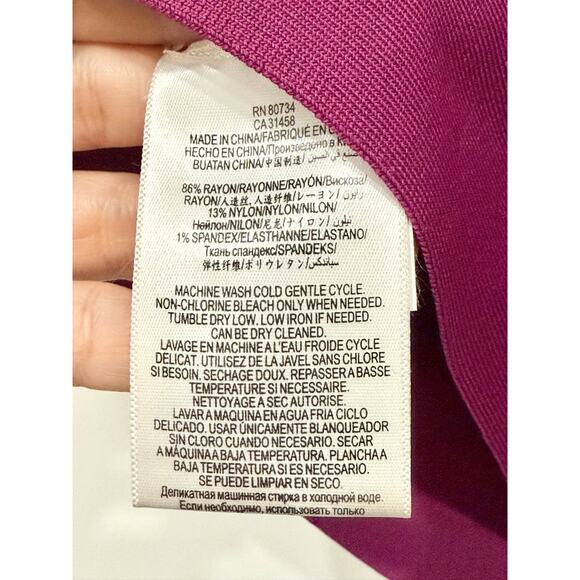 RN 80734
CA 31458
MADE IN CHINA/FABRIQUÉ EN
HECHO EN CHINA/Произведено в
BUATAN CHINA/中国制造/
86% RAYON/RAYONNE/RAYÓN/Вискоза/
RAYON/人造丝, 人造纤维/レーヨン/رايون
13% NYLON/NYLON/NILON/
Нейлон/NILON/尼龙/ナイロン/نيلون
1% SPANDEX/ELASTHANNE/ELASTANO/
Ткань спандекс/SPANDEKS/
弹性纤维/ポリウレタン/سباندكس
MACHINE WASH COLD GENTLE CYCLE.
NON-CHLORINE BLEACH ONLY WHEN NEEDED.
TUMBLE DRY LOW. LOW IRON IF NEEDED.
CAN BE DRY CLEANED.
LAVAGE EN MACHINE A L'EAU FROIDE CYCLE
DELICAT. UTILISER DE LA JAVEL SANS CHLORE
SI BESOIN. SECHAGE DOUX. REPASSER A BASSE
TEMPERATURE SI NECESSAIRE.
NETTOYAGE A SEC AUTORISE.
LAVAR A MAQUINA EN AGUA FRIA CICLO
DELICADO. USAR ÚNICAMENTE BLANQUEADOR
SIN CLORO CUANDO NECESARIO. SECAR
A MÁQUINA A BAJA TEMPERATURA. PLANCHA A
BAJA TEMPERATURA SI ES NECESARIO.
SE PUEDE LIMPIAR EN SECO.
Деликатная машинная стирка в холодной воде.
Если необходимо, использовать только